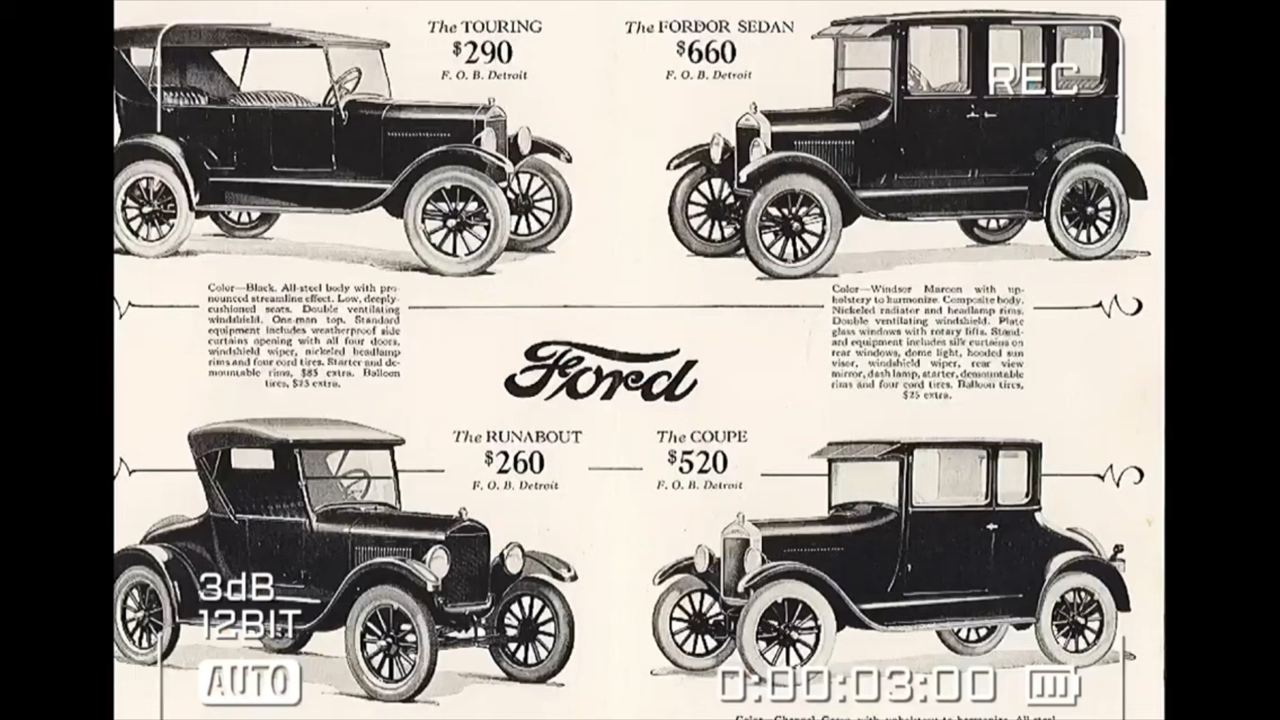 The TOURING
$290
F. O. B. Detroit
The FORDOR SEDAN
$660
F. O. B. Detroit
REC
Color—Black. All-steel body with pro-
nounced streamline effect. Low, deeply-
cushioned seats. Double ventilating
windshield. One-man top. Standard
equipment includes weatherproof side
curtains opening with all four doors,
windshield wiper, nickeled headlamp
rims and four cord tires. Starter and de-
mountable rims, $85 extra. Balloon
tires, $25 extra.
Color—Windsor Maroon with up-
holstery to harmonize. Composite body.
Nickeled radiator and headlamp rims.
Double ventilating windshield. Plate
glass windows with rotary lifts. Stand-
ard equipment includes silk curtains on
rear windows, dome light, hooded sun
visor, windshield wiper, rear view
mirror, dash lamp, starter, demountable
rims and four cord tires. Balloon tires,
$25 extra.
Ford
The RUNABOUT
$260
F. O. B. Detroit
The COUPE
$520
F. O. B. Detroit
3dB
12BIT
AUTO
0:00:03:00